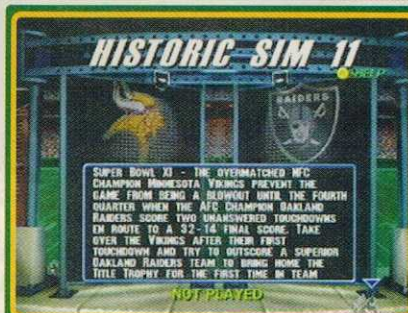 HISTORIC SIM 11
HELP
RAIDERS
SUPER BOWL XI - THE OVERMATCHED NFC
CHAMPION MINNESOTA VIKINGS PREVENT THE
GAME FROM BEING A BLOWOUT UNTIL THE FOURTH
QUARTER WHEN THE AFC CHAMPION OAKLAND
RAIDERS SCORE TWO UNANSWERED TOUCHDOWNS
EN ROUTE TO A 32-14 FINAL SCORE. TAKE
OVER THE VIKINGS AFTER THEIR FIRST
TOUCHDOWN AND TRY TO OUTSCORE A SUPERIOR
OAKLAND RAIDERS TEAM TO BRING HOME THE
TITLE TROPHY FOR THE FIRST TIME IN TEAM
NOT PLAYED